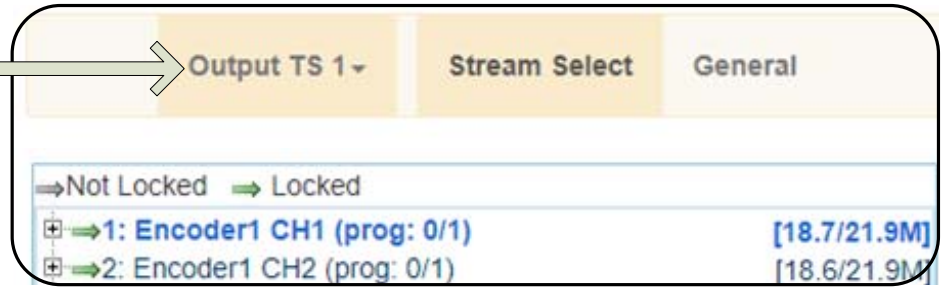 Output TS 1 Stream Select General
Not Locked Locked
1: Encoder1 CH1 (prog: 0/1) [18.7/21.9M]
2: Encoder1 CH2 (prog: 0/1) [18.6/21.9M]